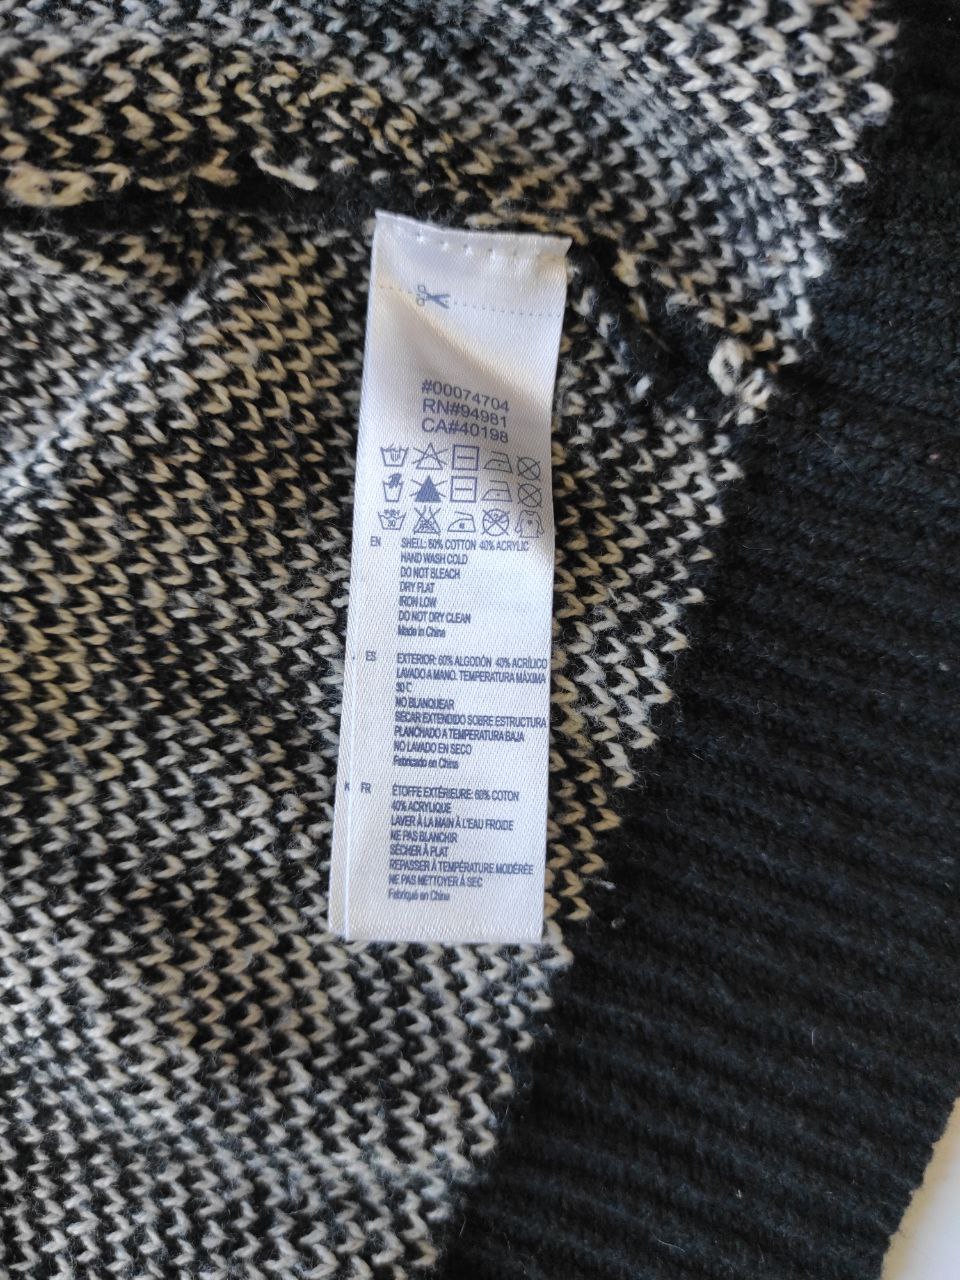 #00074704
RN#94981
CA#40198
EN SHELL: 60% COTTON 40% ACRYLIC
HAND WASH COLD
DO NOT BLEACH
DRY FLAT
IRON LOW
DO NOT DRY CLEAN
Made in China
ES EXTERIOR: 60% ALGODÓN 40% ACRÍLICO
LAVADO A MANO. TEMPERATURA MÁXIMA
30 C
NO BLANQUEAR
SECAR EXTENDIDO SOBRE ESTRUCTURA
PLANCHADO A TEMPERATURA BAJA
NO LAVADO EN SECO
Fabricado en China
K FR ÉTOFFE EXTÉRIEURE: 60% COTON
40% ACRYLIQUE
LAVER À LA MAIN À L'EAU FROIDE
NE PAS BLANCHIR
SÉCHER À PLAT
REPASSER À TEMPÉRATURE MODÉRÉE
NE PAS NETTOYER À SEC
Fabriqué en China